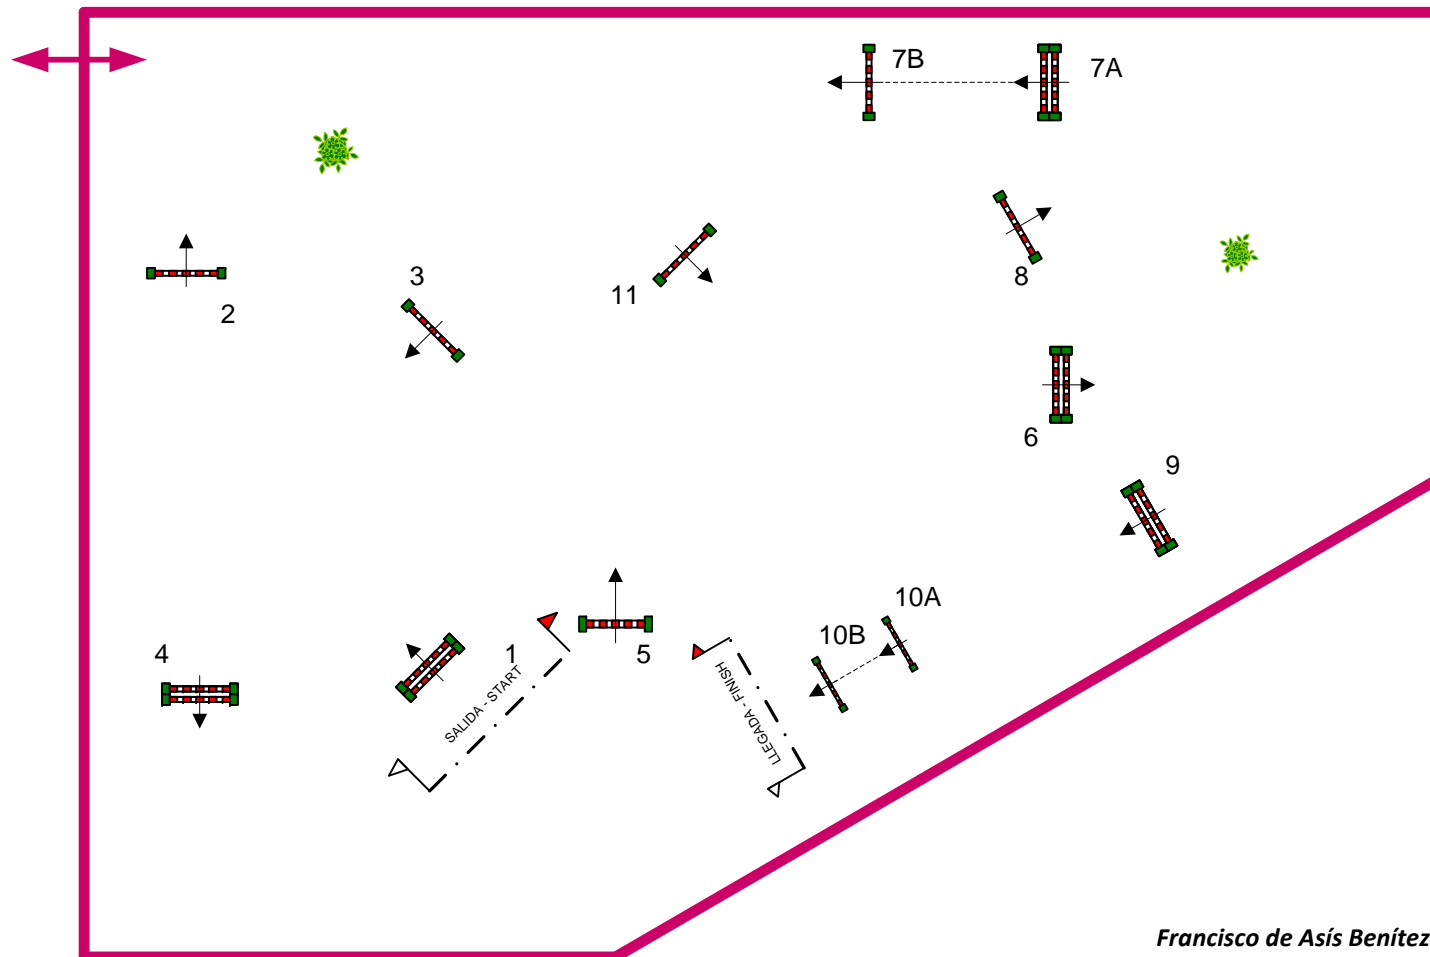 7B
7A
2
3
11
8
6
9
4
1
5
10A
10B
SALIDA - START
LLEGADA - FINISH
Francisco de Asís Benítez